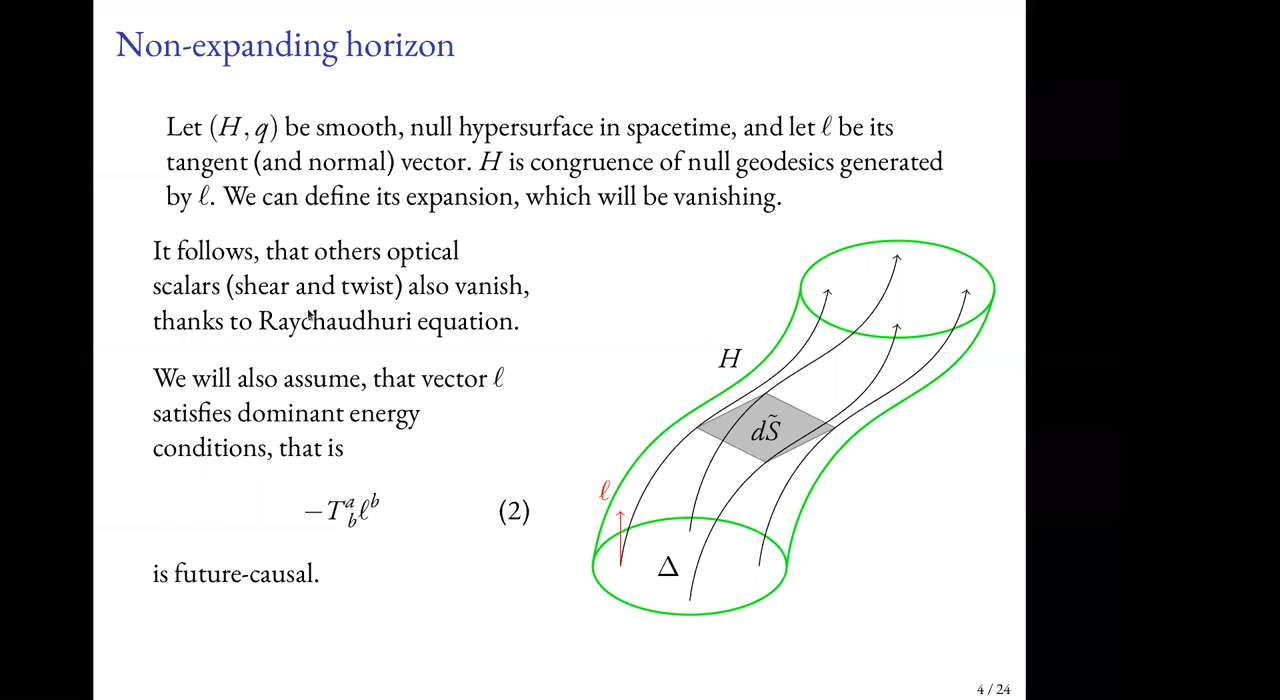 Non-expanding horizon
Let (H, q) be smooth, null hypersurface in spacetime, and let ℓ be its
tangent (and normal) vector. H is congruence of null geodesics generated
by ℓ. We can define its expansion, which will be vanishing.
It follows, that others optical
scalars (shear and twist) also vanish,
thanks to Raychaudhuri equation.
We will also assume, that vector ℓ
satisfies dominant energy
conditions, that is
−T^a_b ℓ^b (2)
is future-causal.
H
dS̃
ℓ
Δ
4 / 24